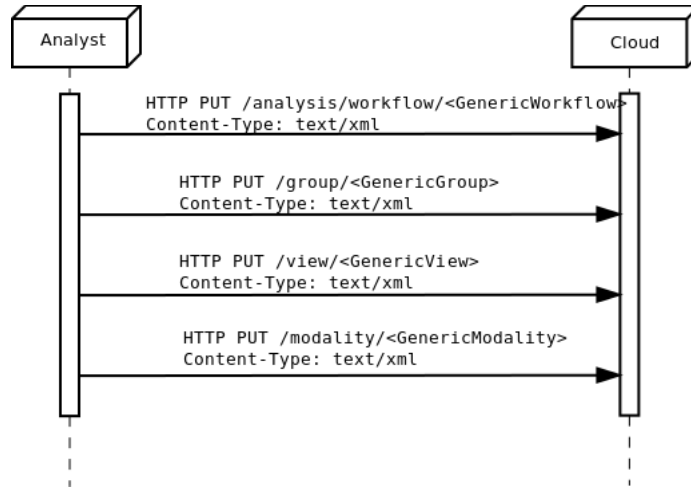 Analyst
Cloud
HTTP PUT /analysis/workflow/<GenericWorkflow>
Content-Type: text/xml
HTTP PUT /group/<GenericGroup>
Content-Type: text/xml
HTTP PUT /view/<GenericView>
Content-Type: text/xml
HTTP PUT /modality/<GenericModality>
Content-Type: text/xml